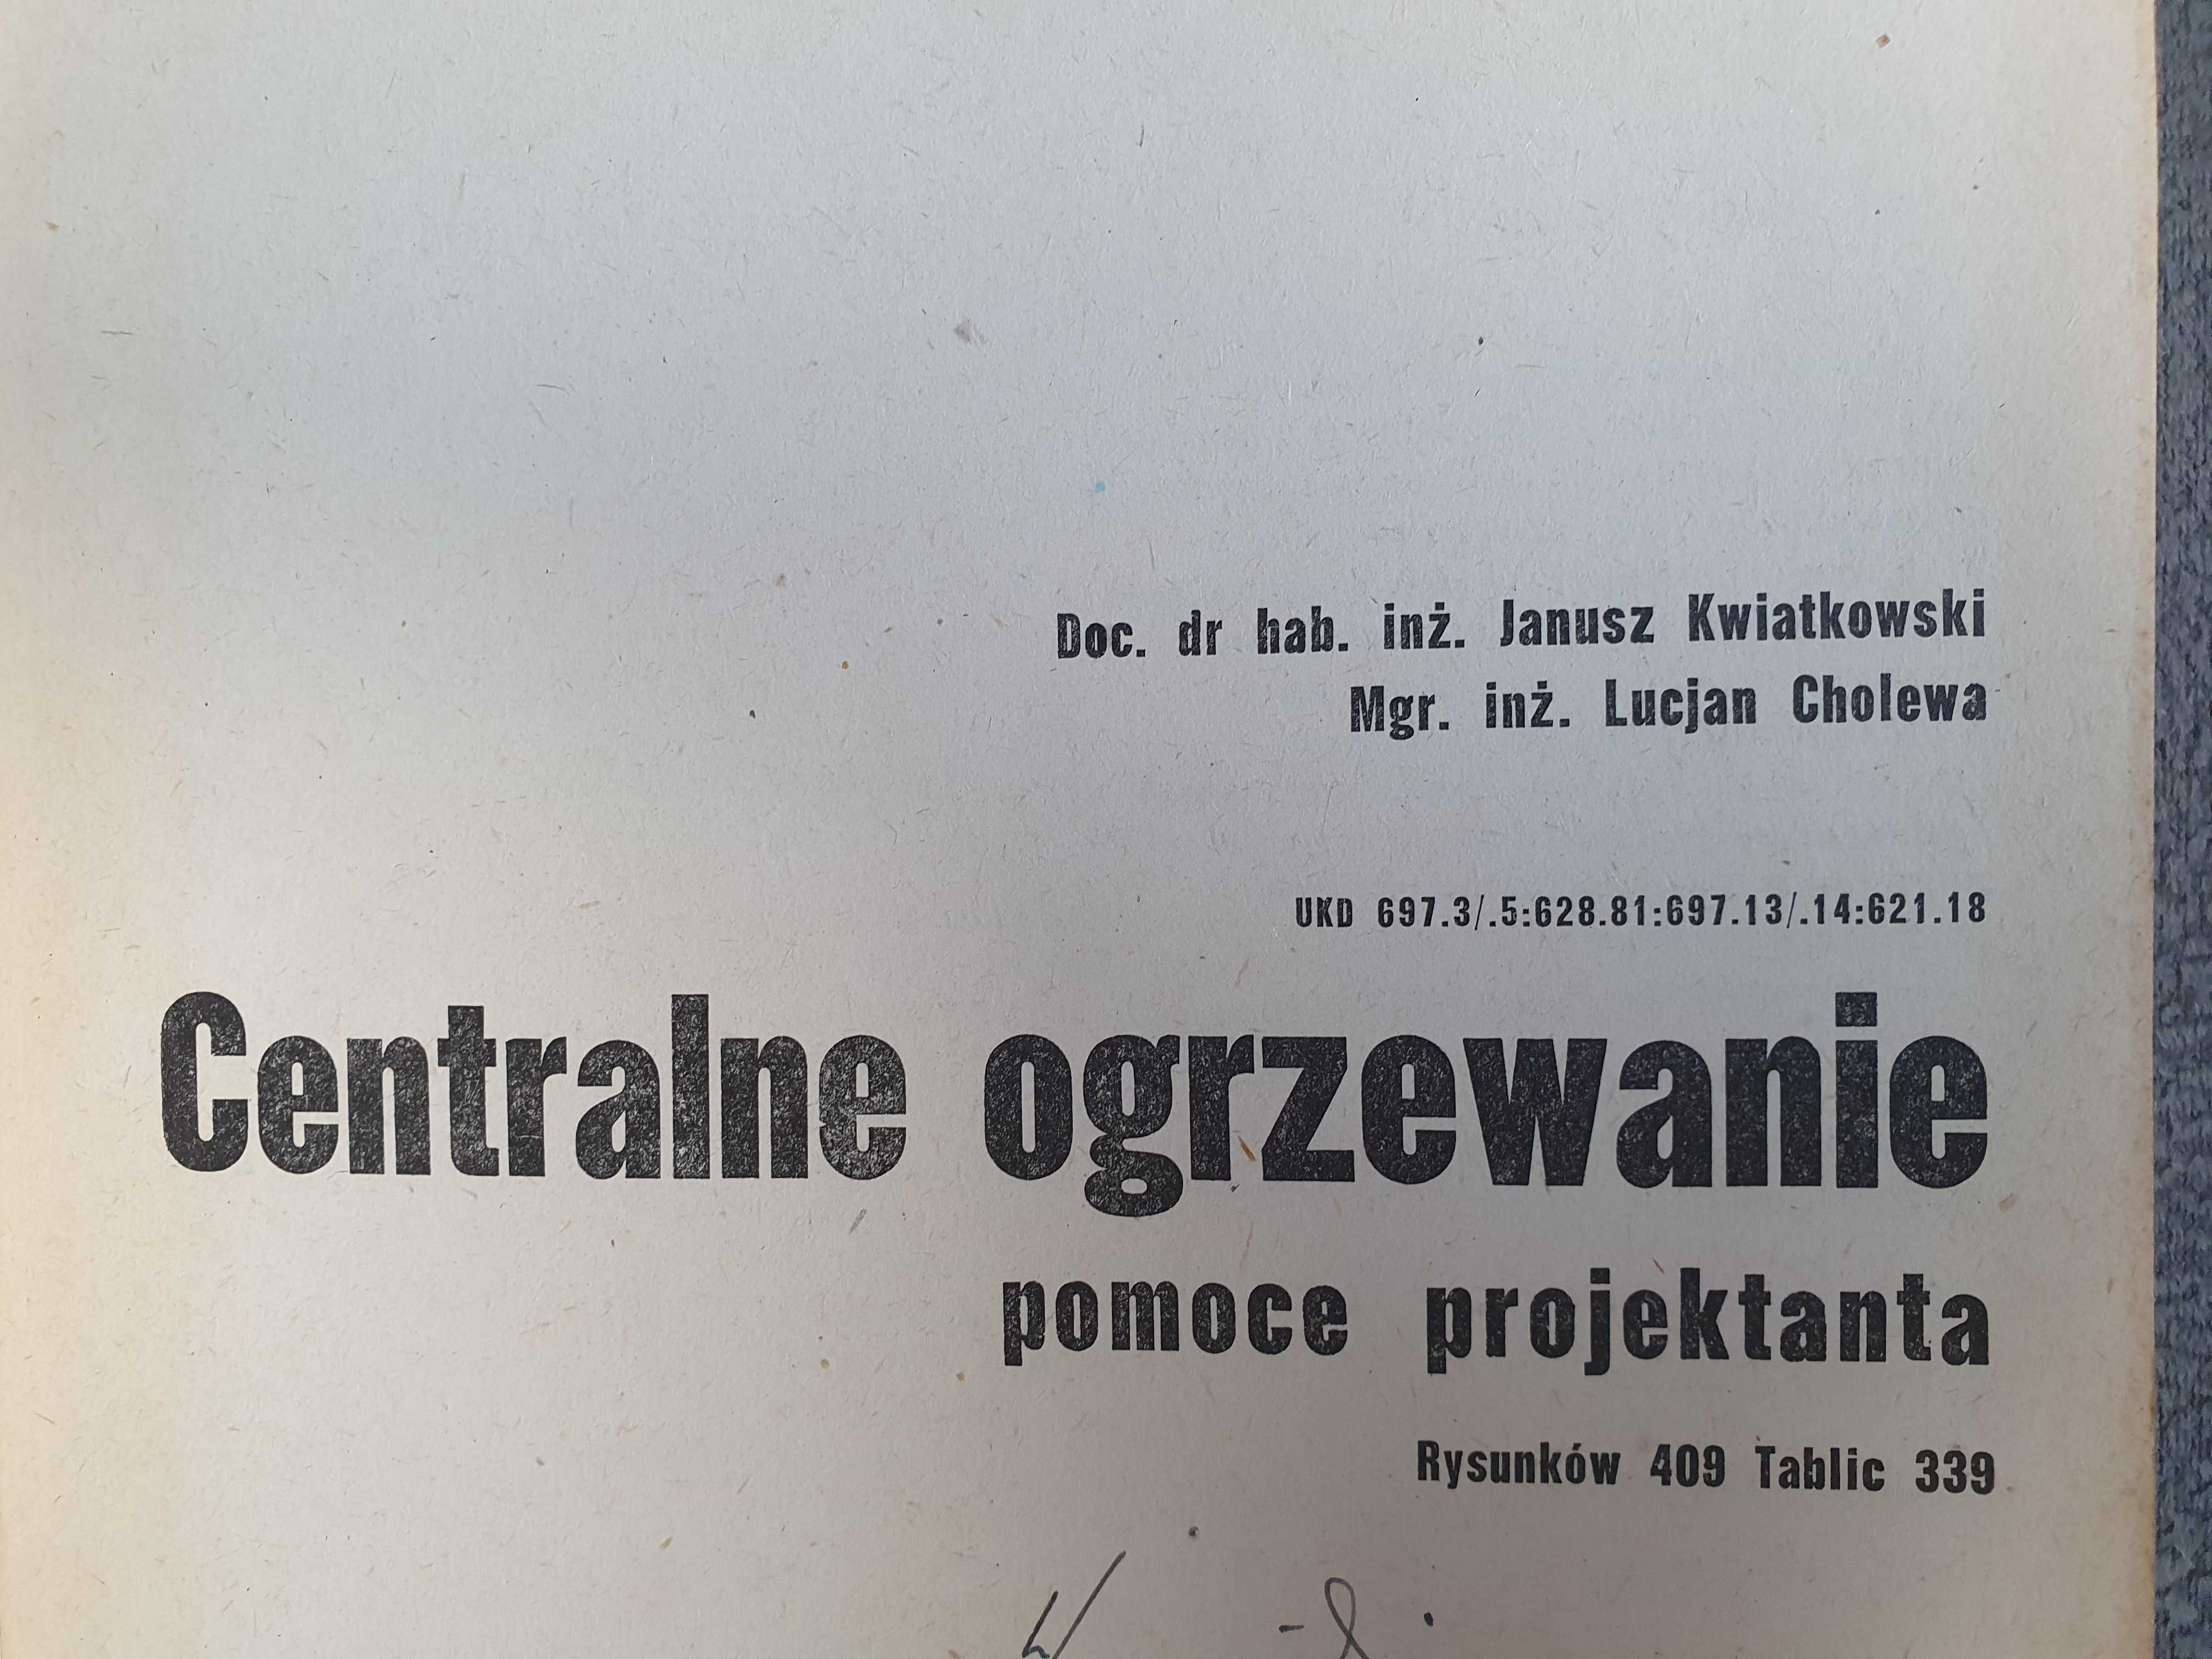 Doc. dr hab. inż. Janusz Kwiatkowski
Mgr. inż. Lucjan Cholewa
UKD 697.3/.5:628.81:697.13/.14:621.18
Centralne ogrzewanie
pomoce projektanta
Rysunków 409 Tablic 339